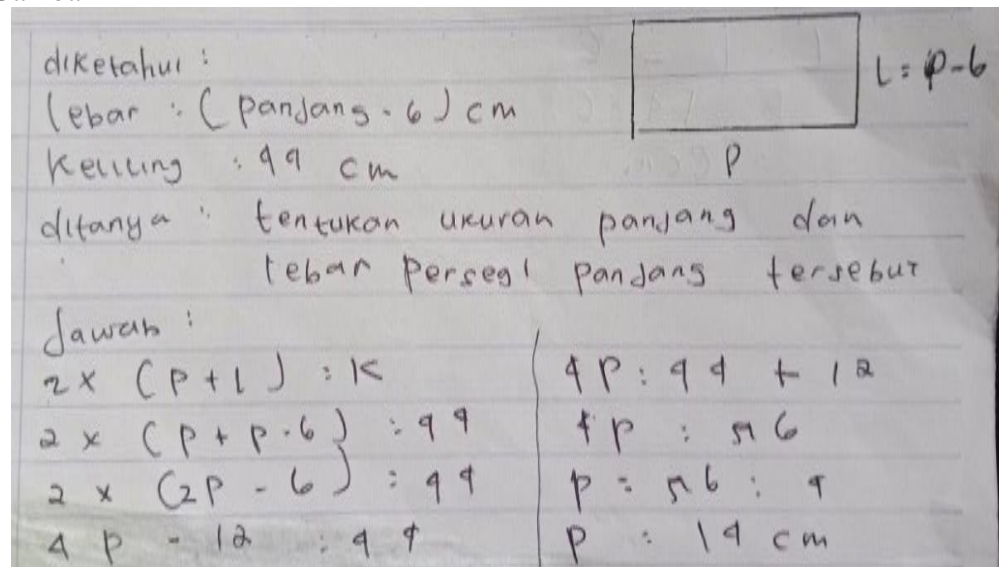 diketahui :
lebar : (panjang - 6) cm
Keliling : 44 cm
ditanya : tentukan ukuran panjang dan
lebar persegi panjang tersebut
L = p-6
p
Jawab :
2 x (p + l) : K
2 x (p + p - 6) : 44
2 x (2p - 6) : 44
4 p - 12 : 44
4p : 44 + 12
4p : 56
p = 56 : 4
p : 14 cm